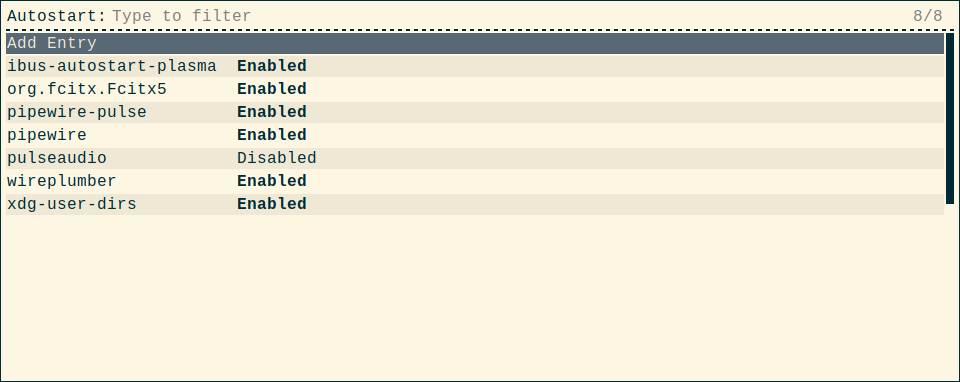 Autostart: Type to filter 8/8
Add Entry
ibus-autostart-plasma Enabled
org.fcitx.Fcitx5 Enabled
pipewire-pulse Enabled
pipewire Enabled
pulseaudio Disabled
wireplumber Enabled
xdg-user-dirs Enabled